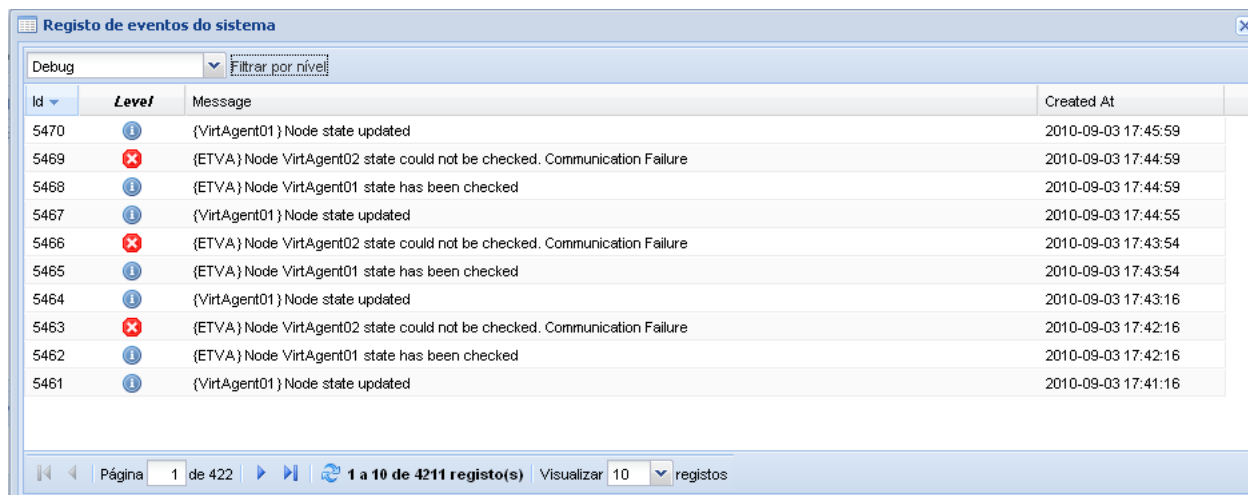 Registo de eventos do sistema
Debug Filtrar por nível
Id Level Message Created At
5470 {VirtAgent01} Node state updated 2010-09-03 17:45:59
5469 {ETVA} Node VirtAgent02 state could not be checked. Communication Failure 2010-09-03 17:44:59
5468 {ETVA} Node VirtAgent01 state has been checked 2010-09-03 17:44:59
5467 {VirtAgent01} Node state updated 2010-09-03 17:44:55
5466 {ETVA} Node VirtAgent02 state could not be checked. Communication Failure 2010-09-03 17:43:54
5465 {ETVA} Node VirtAgent01 state has been checked 2010-09-03 17:43:54
5464 {VirtAgent01} Node state updated 2010-09-03 17:43:16
5463 {ETVA} Node VirtAgent02 state could not be checked. Communication Failure 2010-09-03 17:42:16
5462 {ETVA} Node VirtAgent01 state has been checked 2010-09-03 17:42:16
5461 {VirtAgent01} Node state updated 2010-09-03 17:41:16
Página 1 de 422 1 a 10 de 4211 registo(s) Visualizar 10 registos